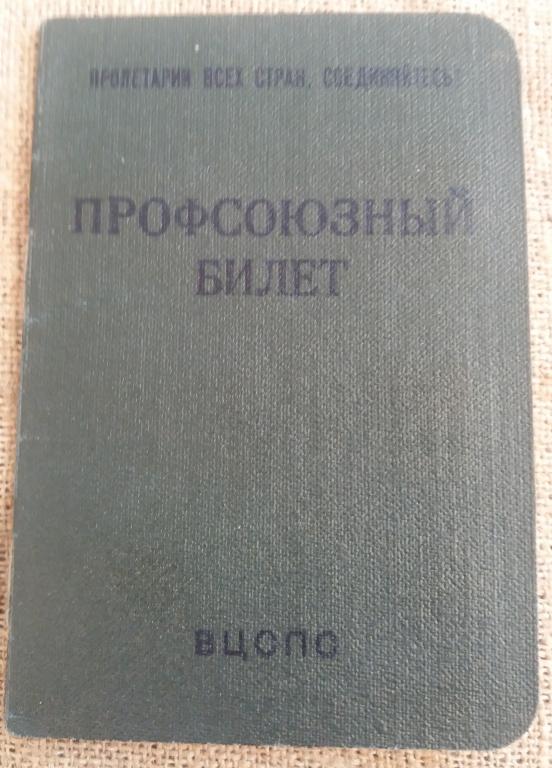 ПРОЛЕТАРИИ ВСЕХ СТРАН, СОЕДИНЯЙТЕСЬ!
ПРОФСОЮЗНЫЙ
БИЛЕТ
ВЦСПС